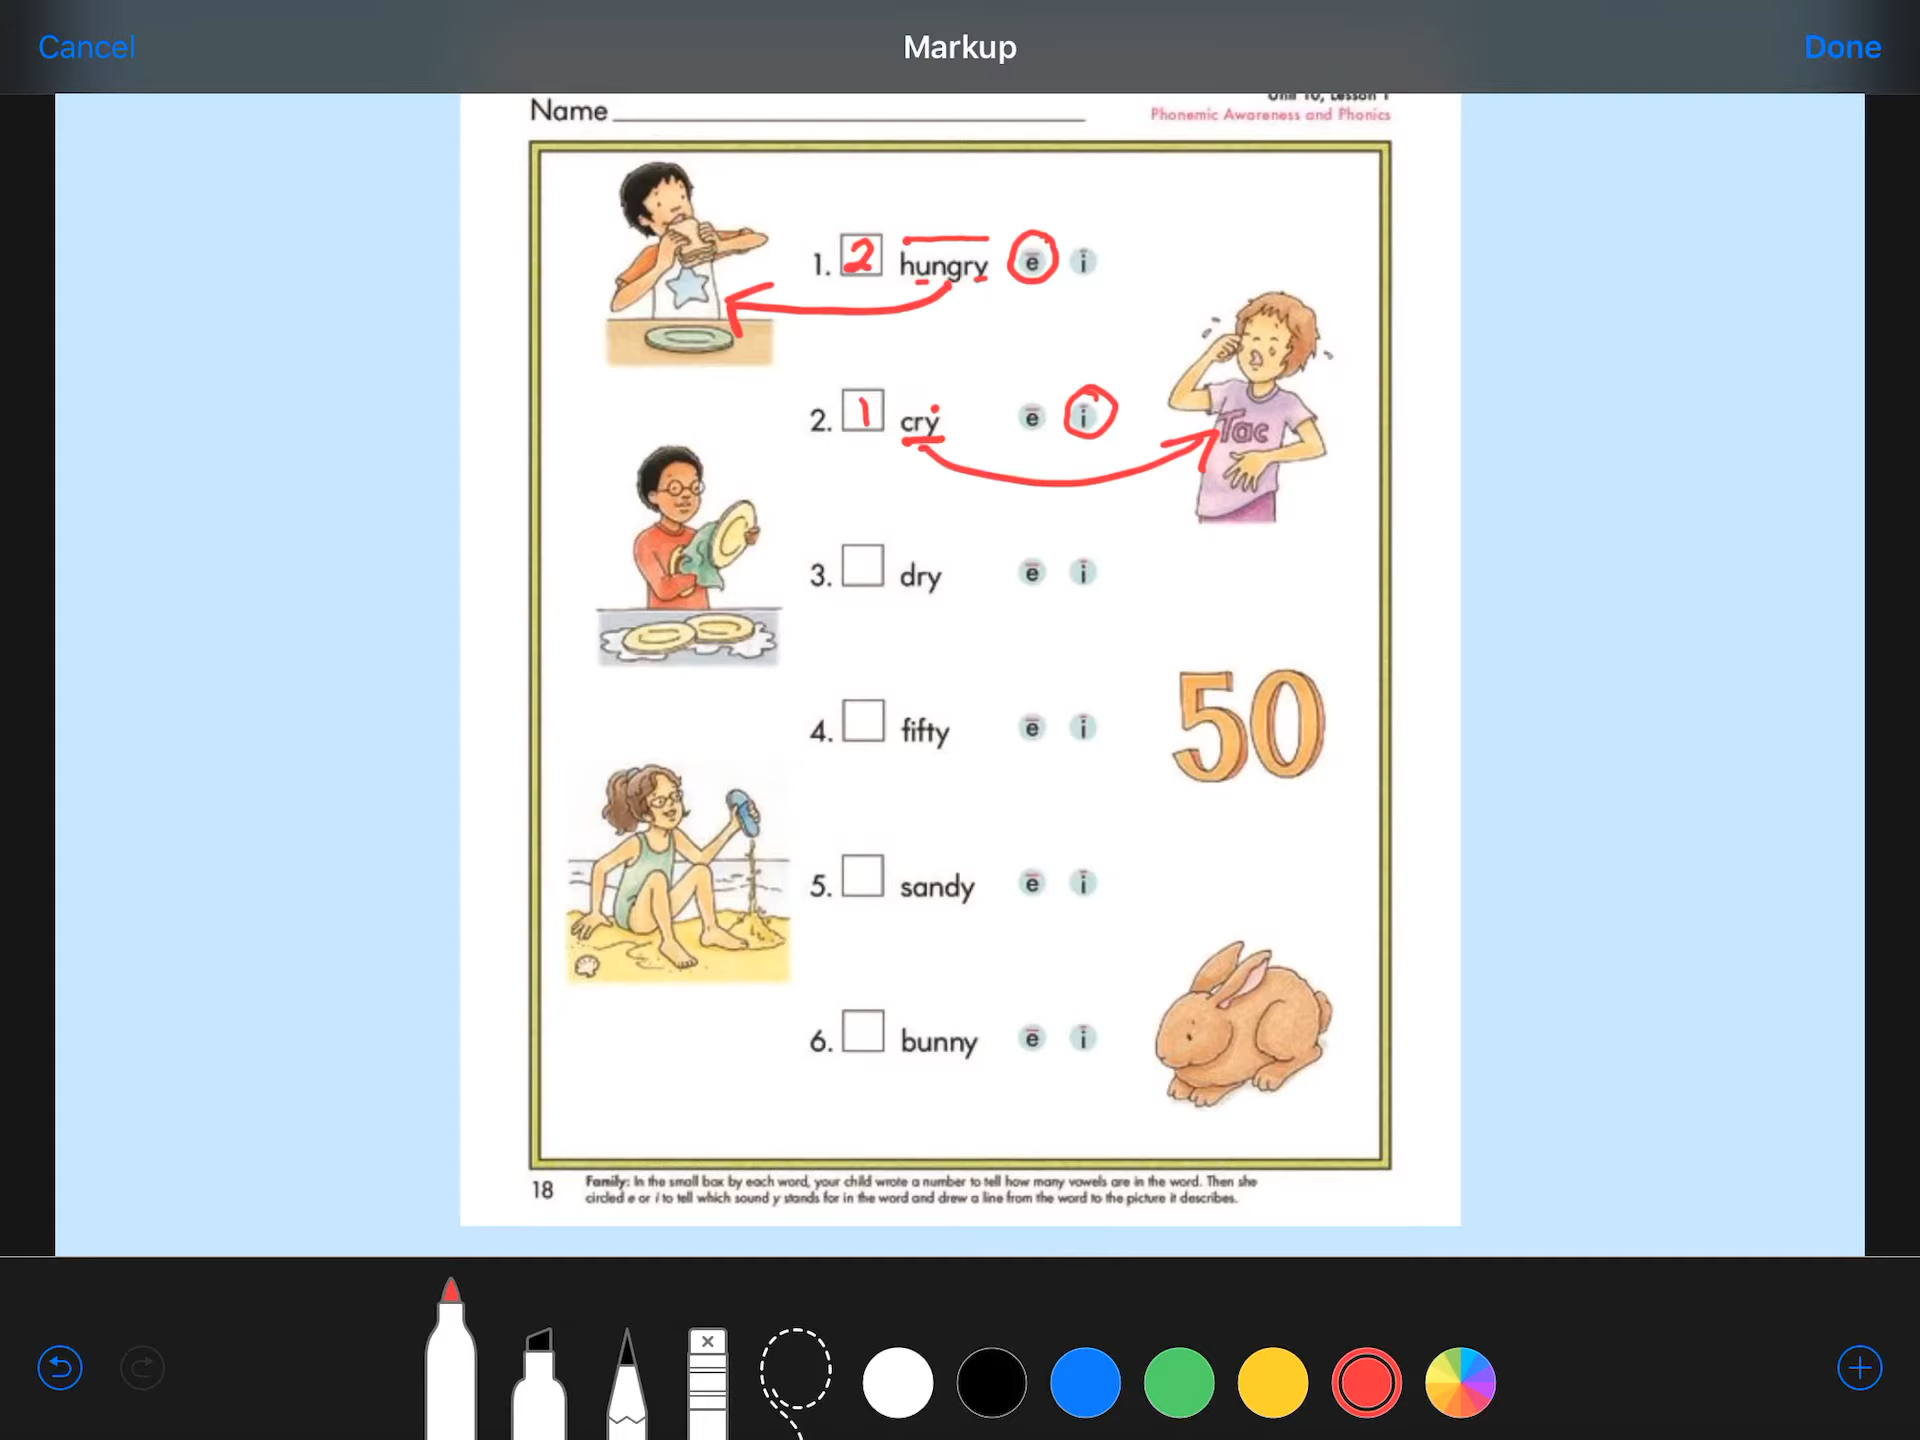 Cancel Markup Done
Unit 10, Lesson 1
Name
Phonemic Awareness and Phonics
1. 2 hungry ē ī
2. 1 cry ē ī
Tac
3. dry ē ī
4. fifty ē ī
50
5. sandy ē ī
6. bunny ē ī
18
Family: In the small box by each word, your child wrote a number to tell how many vowels are in the word. Then she
circled e or i to tell which sound y stands for in the word and drew a line from the word to the picture it describes.